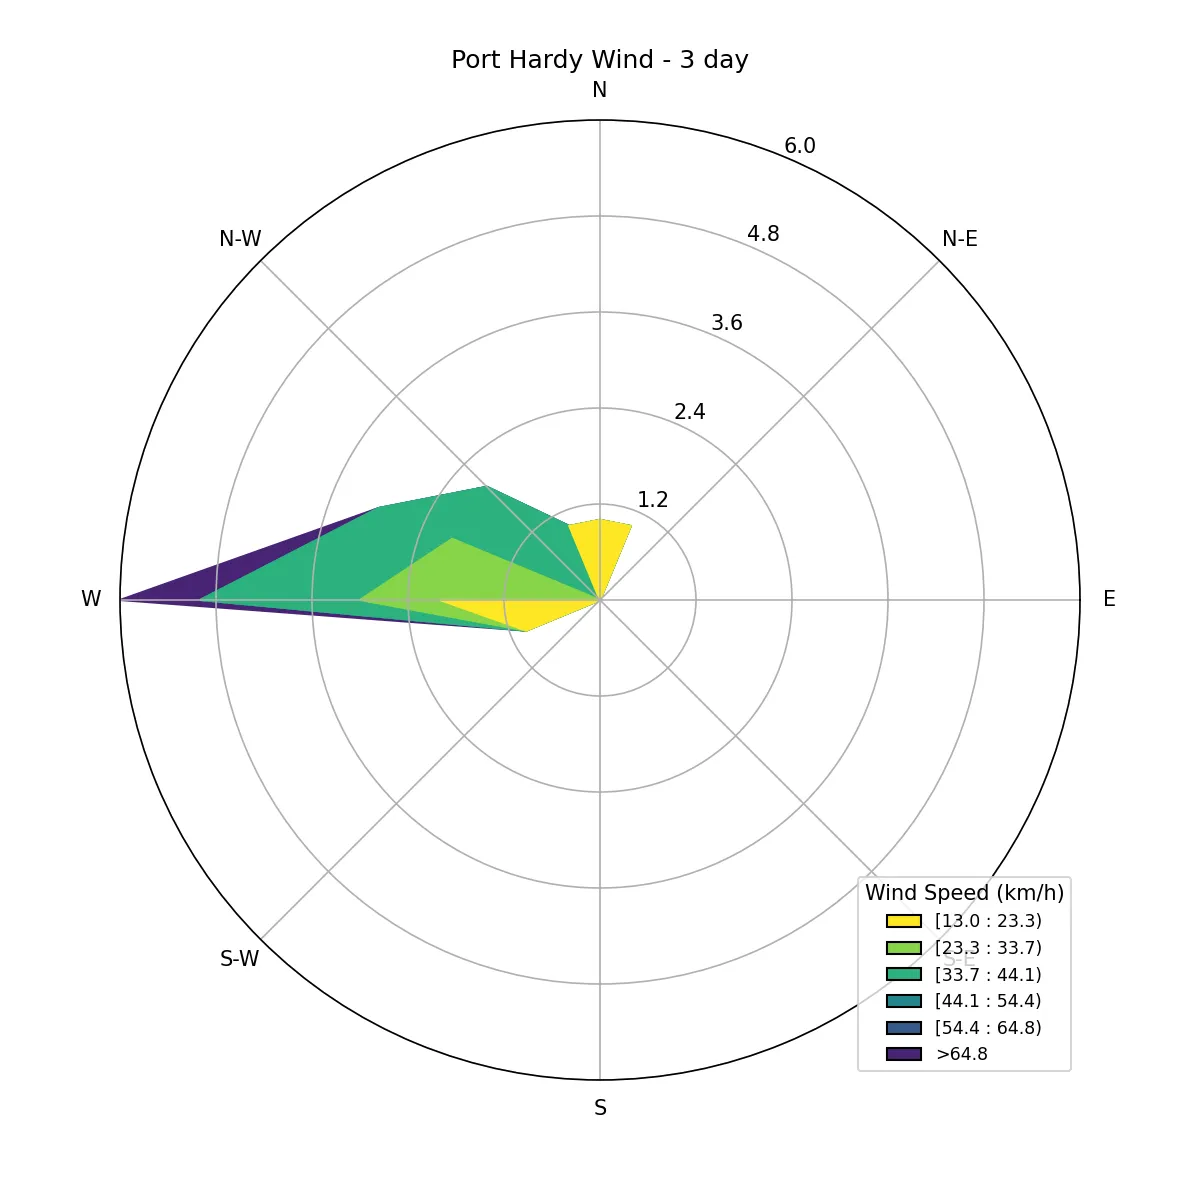 Port Hardy Wind - 3 day
N
6.0
N-W
N-E
4.8
3.6
2.4
1.2
W
E
S-W
S-E
S
Wind Speed (km/h)
[13.0 : 23.3)
[23.3 : 33.7)
[33.7 : 44.1)
[44.1 : 54.4)
[54.4 : 64.8)
>64.8